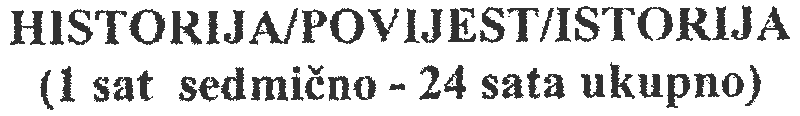 HISTORIJA/POVIJEST/ISTORIJA
(1 sat sedmično - 24 sata ukupno)